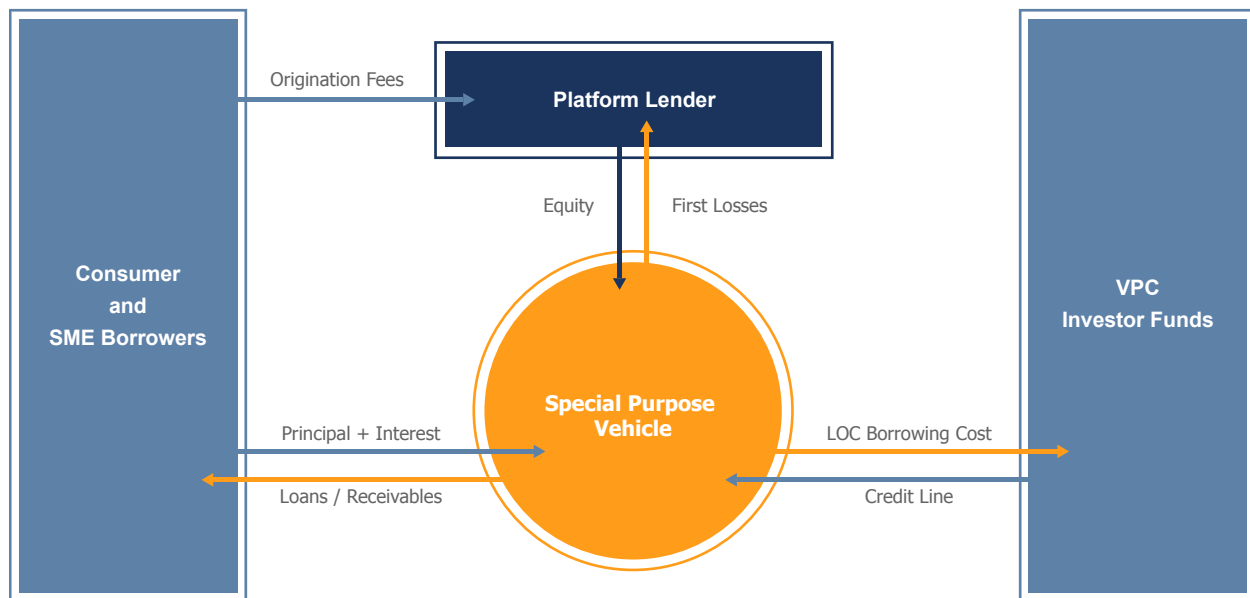 Origination Fees
Platform Lender
Equity
First Losses
Consumer
and
SME Borrowers
VPC
Investor Funds
Special Purpose
Vehicle
Principal + Interest
LOC Borrowing Cost
Loans / Receivables
Credit Line